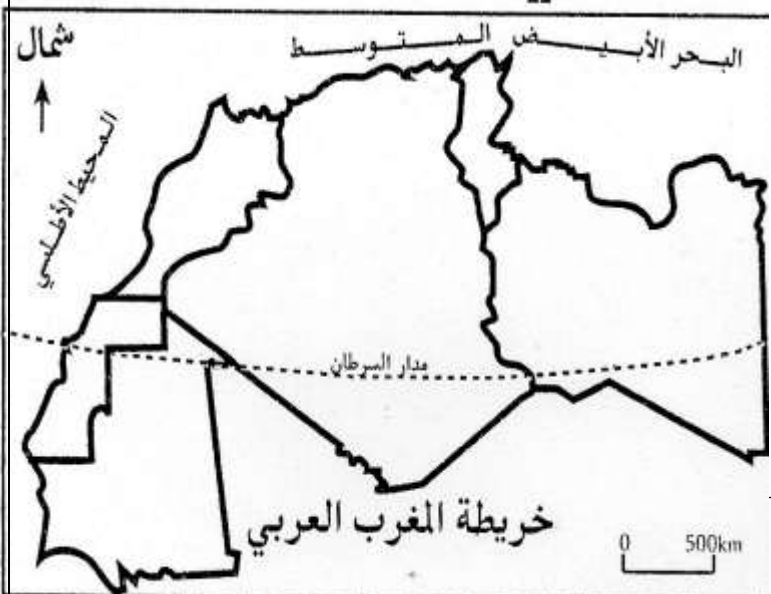 شمال
البحر الأبيض المتوسط
المحيط الأطلسي
مدار السرطان
خريطة المغرب العربي
0 500km